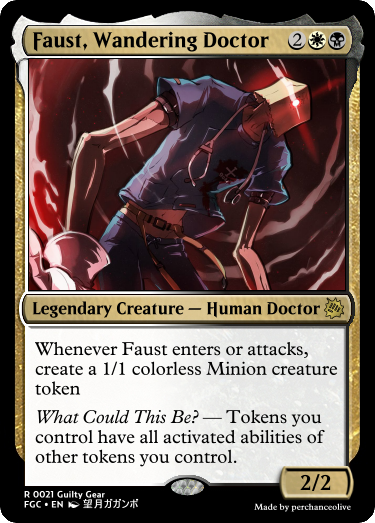 Faust, Wandering Doctor 2
Legendary Creature — Human Doctor
Whenever Faust enters or attacks,
create a 1/1 colorless Minion creature
token
What Could This Be? — Tokens you
control have all activated abilities of
other tokens you control.
2/2
R 0021 Guilty Gear
FGC • EN 望月ガガンボ
Made by perchanceolive